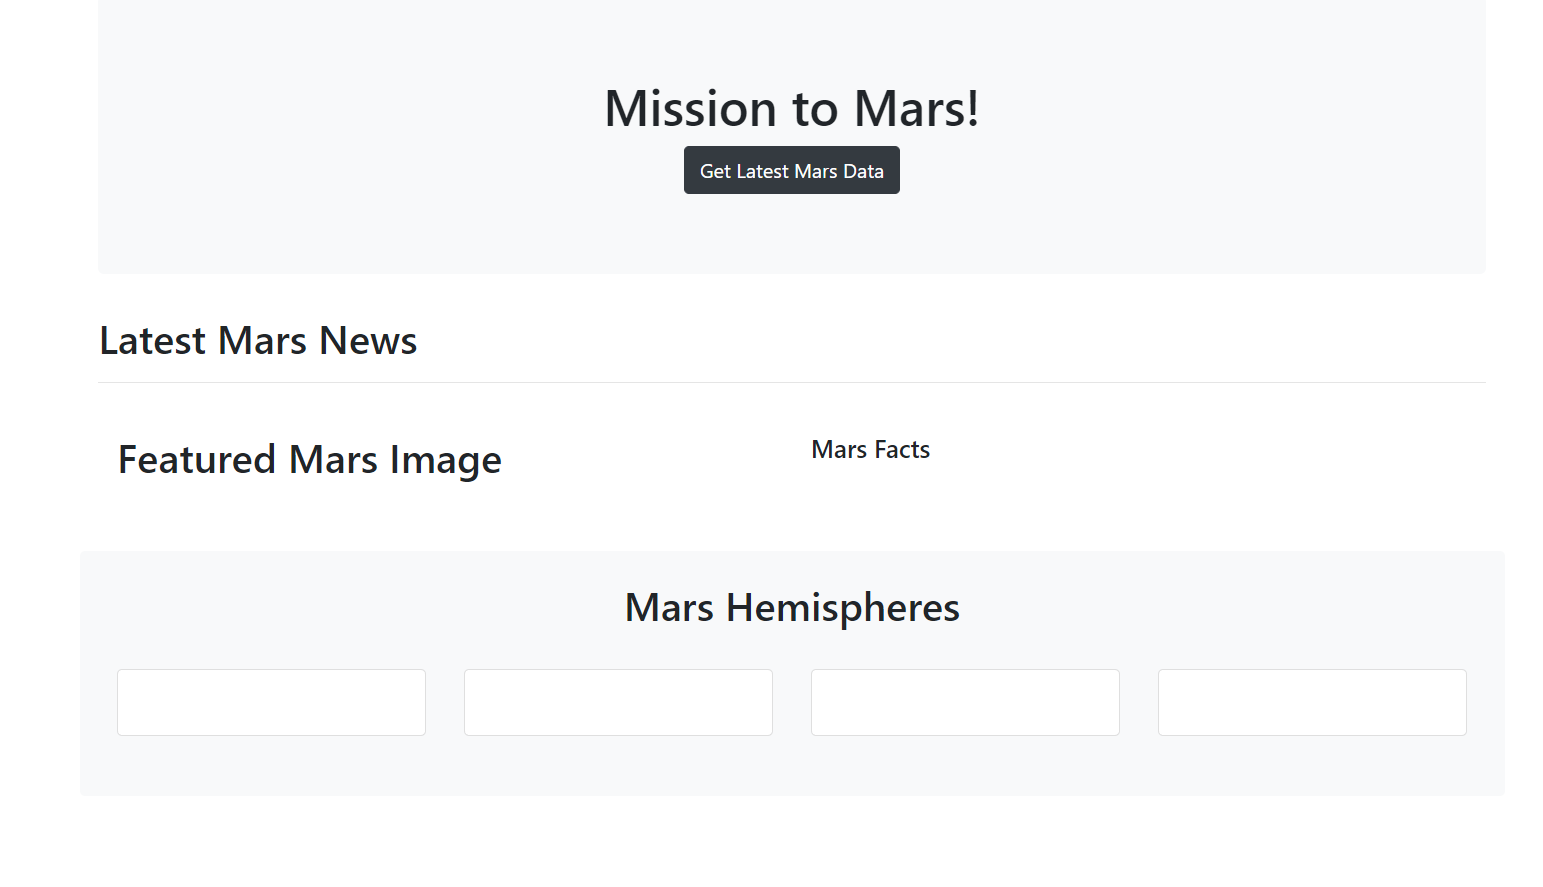 Mission to Mars!
Get Latest Mars Data
Latest Mars News
Featured Mars Image
Mars Facts
Mars Hemispheres